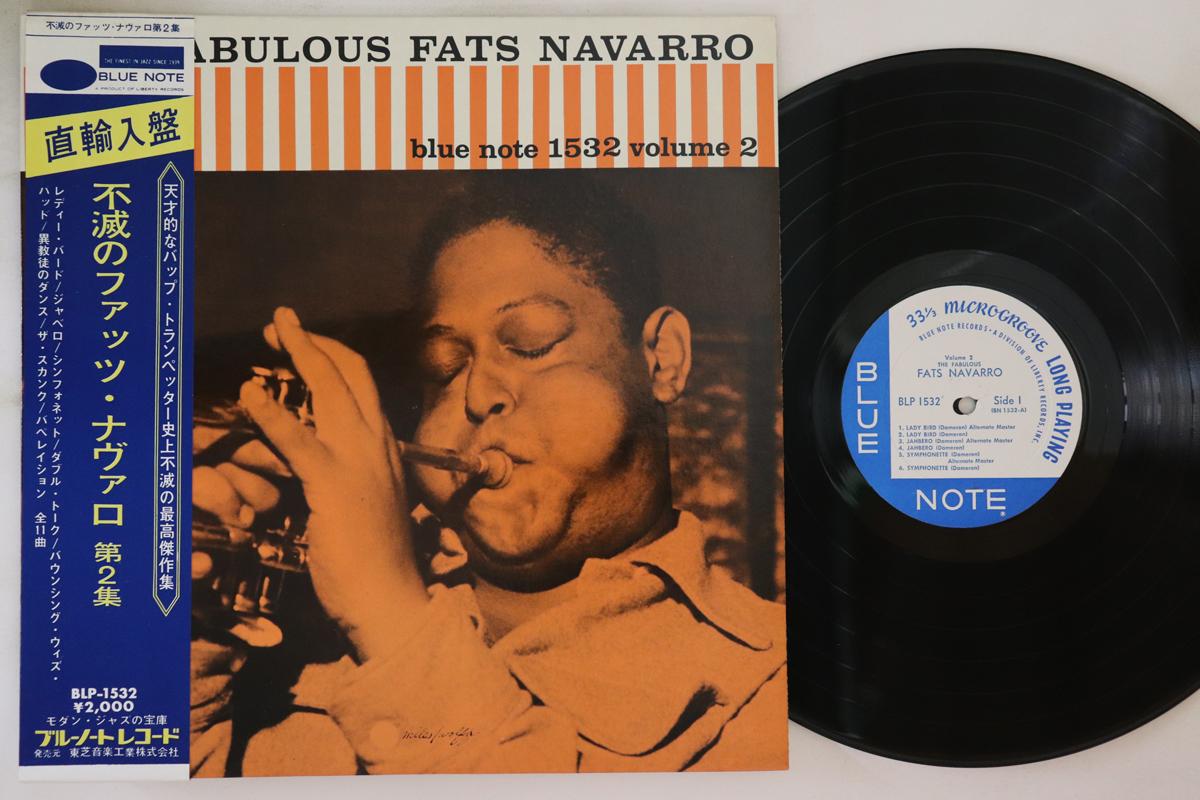 不滅のファッツ・ナヴァロ第2集
THE FINEST IN JAZZ SINCE 1939
BLUE NOTE
A PRODUCT OF LIBERTY RECORDS
直輸入盤
天才的なバップ・トランペッター史上不滅の最高傑作集
不滅のファッツ・ナヴァロ 第2集
レディー・バード/ジャベロ/シンフォネット/ダブル・トーク/バウンシング・ウィズ・
バッド/異教徒のダンス/ザ・スカンク/バペレイション 全11曲
BLP-1532
¥2,000
モダン・ジャスの宝庫
ブルーノートレコード
発売元 東芝音楽工業株式会社
ABULOUS FATS NAVARRO
blue note 1532 volume 2
33 1/3 MICROGROOVE LONG PLAYING
BLUE NOTE RECORDS • A DIVISION OF LIBERTY RECORDS, INC.
Volume 2
THE FABULOUS
FATS NAVARRO
BLP 1532 Side 1
(BN 1532-A)
1. LADY BIRD (Dameron) Alternate Master
2. LADY BIRD (Dameron)
3. JAHBERO (Dameron) Alternate Master
4. JAHBERO (Dameron)
5. SYMPHONETTE (Dameron)
Alternate Master
6. SYMPHONETTE (Dameron)
BLUE
NOTE